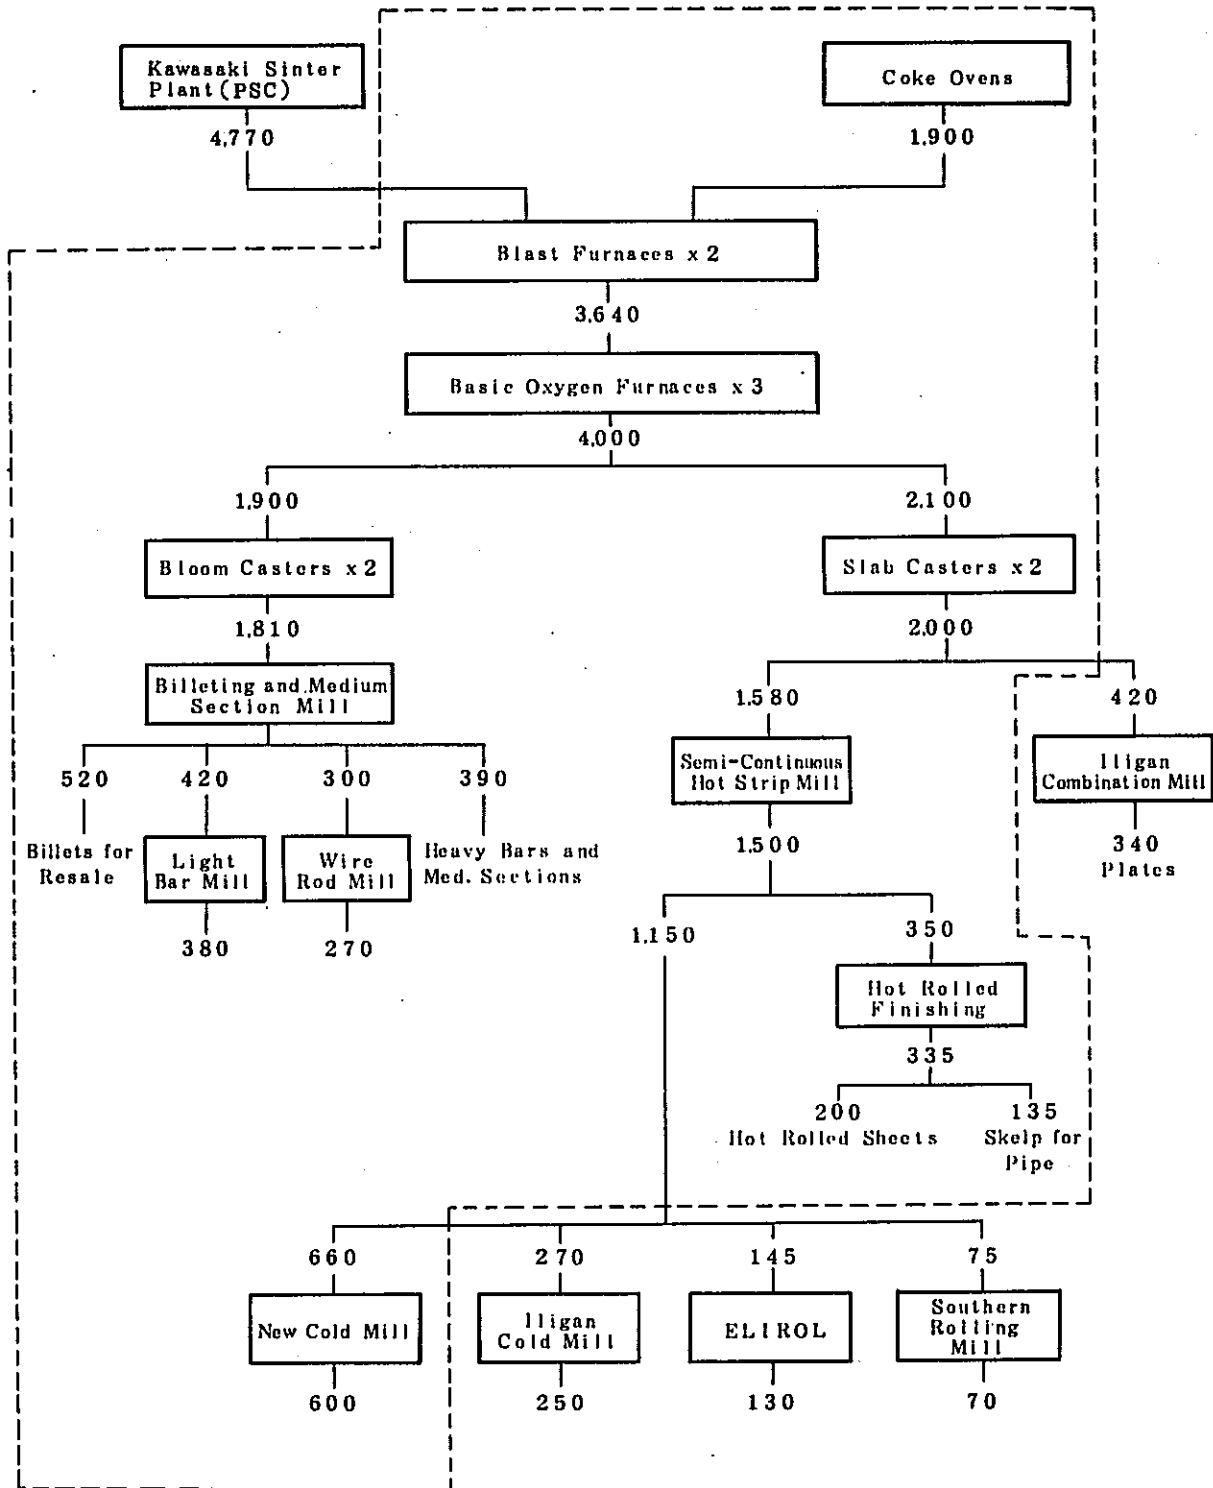 Kawasaki Sinter
Plant (PSC)
Coke Ovens
4,770
1,900
Blast Furnaces x 2
3,640
Basic Oxygen Furnaces x 3
4,000
1,900
2,100
Bloom Casters x 2
Slab Casters x 2
1,810
2,000
Billeting and Medium
Section Mill
1,580
420
Semi-Continuous
Hot Strip Mill
Iligan
Combination Mill
520
420
300
390
1,500
340
Plates
Billets for
Resale
Light
Bar Mill
Wire
Rod Mill
Heavy Bars and
Med. Sections
380
270
1,150
350
Hot Rolled
Finishing
335
200
Hot Rolled Sheets
135
Skelp for
Pipe
660
270
145
75
New Cold Mill
Iligan
Cold Mill
ELIROL
Southern
Rolling
Mill
600
250
130
70